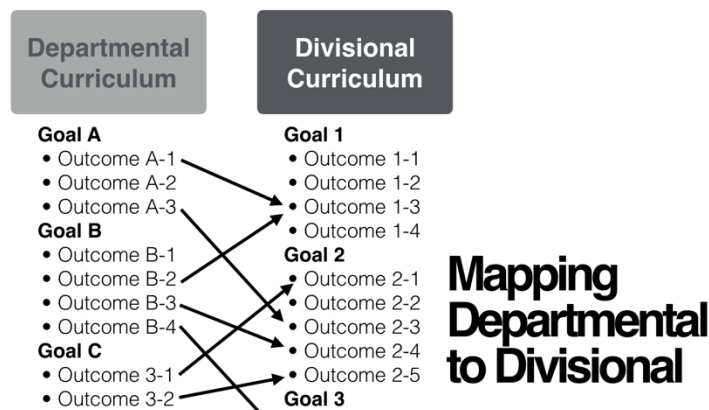 Departmental
Curriculum
Goal A
• Outcome A-1
• Outcome A-2
• Outcome A-3
Goal B
• Outcome B-1
• Outcome B-2
• Outcome B-3
• Outcome B-4
Goal C
• Outcome 3-1
• Outcome 3-2
Divisional
Curriculum
Goal 1
• Outcome 1-1
• Outcome 1-2
• Outcome 1-3
• Outcome 1-4
Goal 2
• Outcome 2-1
• Outcome 2-2
• Outcome 2-3
• Outcome 2-4
• Outcome 2-5
Goal 3
Mapping
Departmental
to Divisional